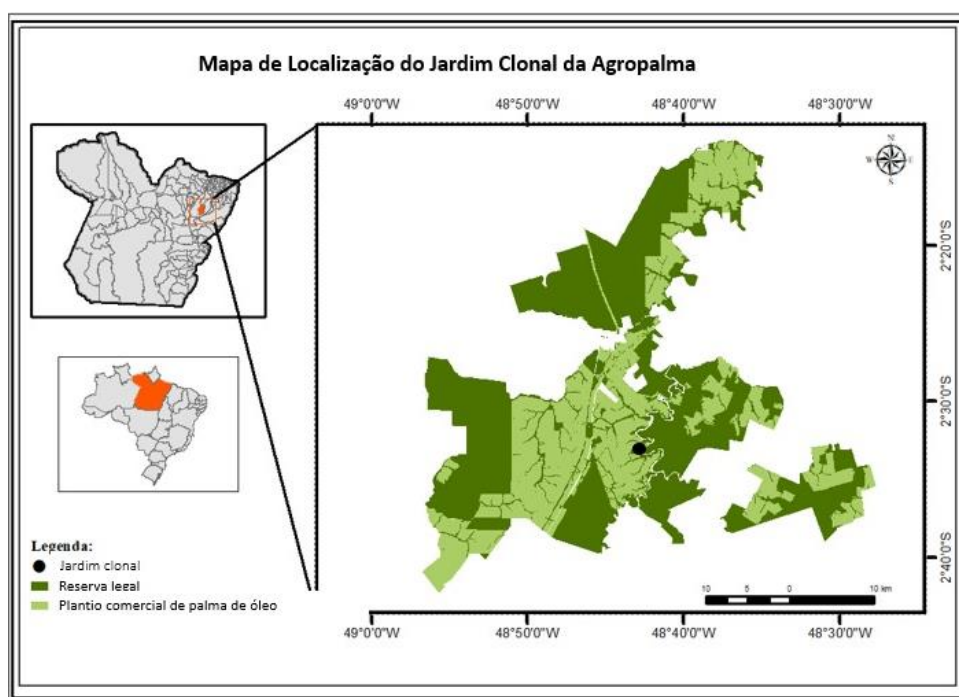 Mapa de Localização do Jardim Clonal da Agropalma
49°0'0"W 48°50'0"W 48°40'0"W 48°30'0"W
N
W E
S
2°20'0"S
2°30'0"S
2°40'0"S
Legenda:
Jardim clonal
Reserva legal
Plantio comercial de palma de óleo
10 5 0 10 km
49°0'0"W 48°50'0"W 48°40'0"W 48°30'0"W